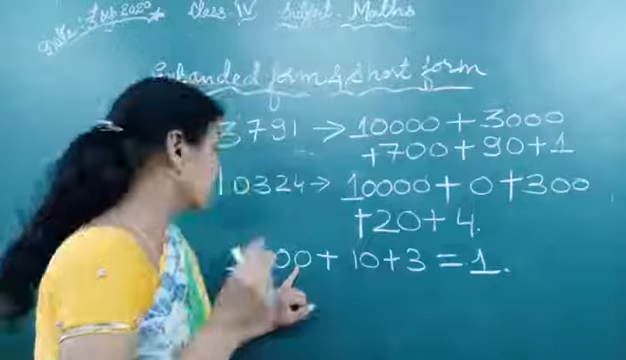 Date: 2020 Class: IV Subject. Maths
Expanded form & short form
3791 → 10000 + 3000
+700 + 90 + 1
10324 → 10000 + 0 + 300
+20 + 4.
00 + 10 + 3 = 1.